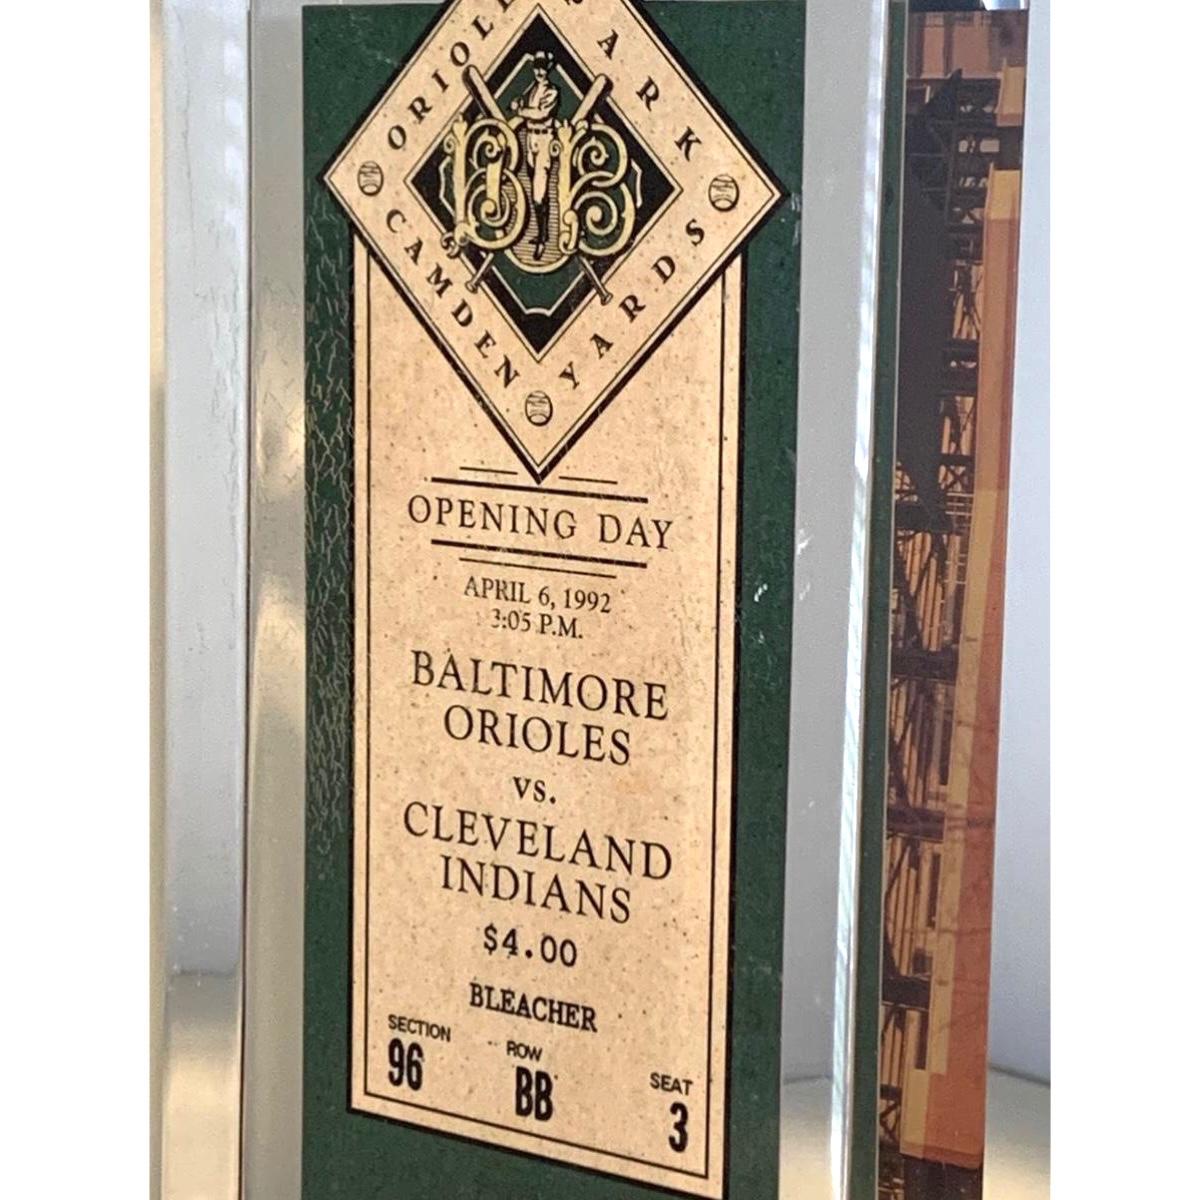 ORIOLE PARK
CAMDEN YARDS
OPENING DAY
APRIL 6, 1992
3:05 P.M.
BALTIMORE
ORIOLES
vs.
CLEVELAND
INDIANS
$4.00
BLEACHER
SECTION ROW SEAT
96 BB 3